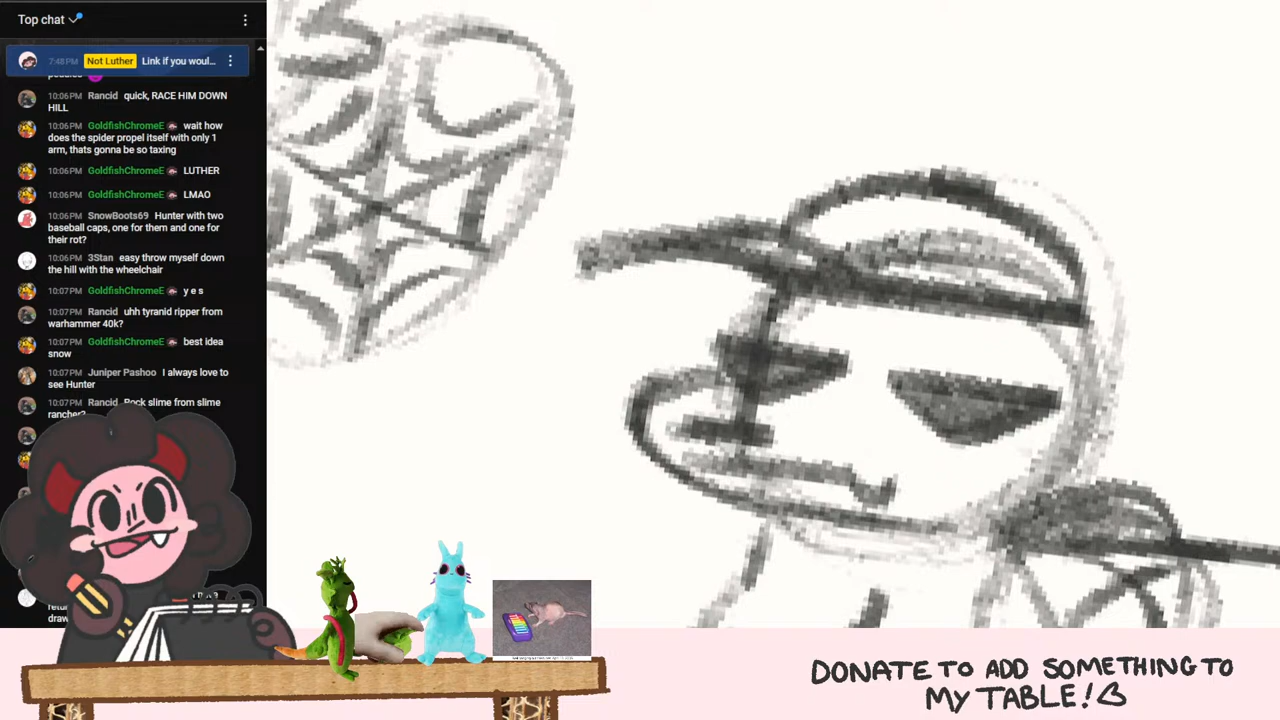 Top chat
7:48PM Not Luther Link if you woul...
10:06PM Rancid quick, RACE HIM DOWN
HILL
10:06PM GoldfishChromeE wait how
does the spider propel itself with only 1
arm, thats gonna be so taxing
10:06PM GoldfishChromeE LUTHER
10:06PM GoldfishChromeE LMAO
10:06PM SnowBoots69 Hunter with two
baseball caps, one for them and one for
their rot?
10:06PM 3Stan easy throw myself down
the hill with the wheelchair
10:07PM GoldfishChromeE y e s
10:07PM Rancid uhh tyranid ripper from
warhammer 40k?
10:07PM GoldfishChromeE best idea
snow
10:07PM Juniper Pashoo I always love to
see Hunter
10:07PM Rancid Rock slime from slime
rancher?
DONATE TO ADD SOMETHING TO
MY TABLE!